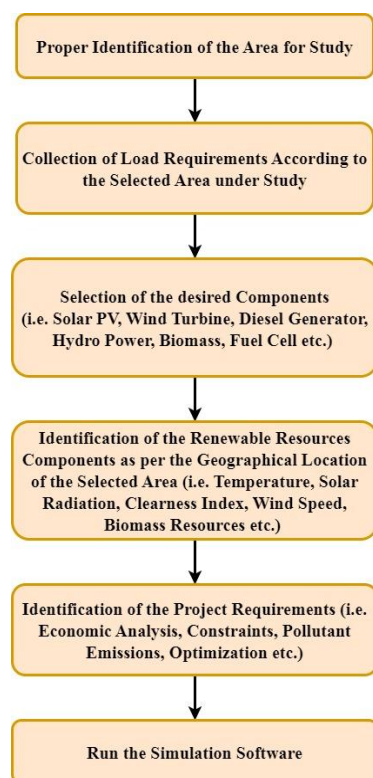 Proper Identification of the Area for Study
Collection of Load Requirements According to
the Selected Area under Study
Selection of the desired Components
(i.e. Solar PV, Wind Turbine, Diesel Generator,
Hydro Power, Biomass, Fuel Cell etc.)
Identification of the Renewable Resources
Components as per the Geographical Location
of the Selected Area (i.e. Temperature, Solar
Radiation, Clearness Index, Wind Speed,
Biomass Resources etc.)
Identification of the Project Requirements (i.e.
Economic Analysis, Constraints, Pollutant
Emissions, Optimization etc.)
Run the Simulation Software